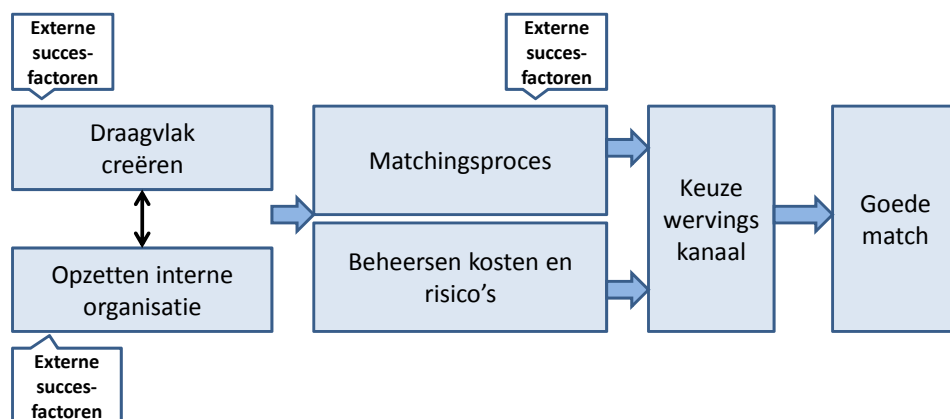 Externe
succes-
factoren
Externe
succes-
factoren
Draagvlak
creëren
Matchingsproces
Keuze
wervings
kanaal
Goede
match
Opzetten interne
organisatie
Beheersen kosten en
risico's
Externe
succes-
factoren